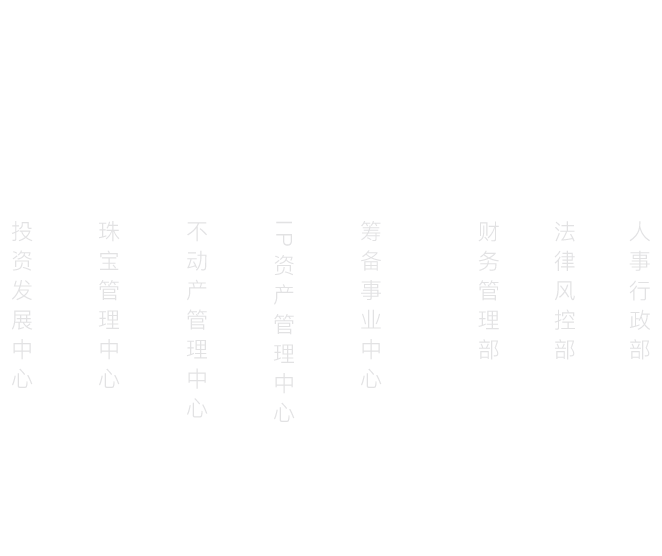 投资发展中心
珠宝管理中心
不动产管理中心
IP资产管理中心
筹备事业中心
财务管理部
法律风控部
人事行政部